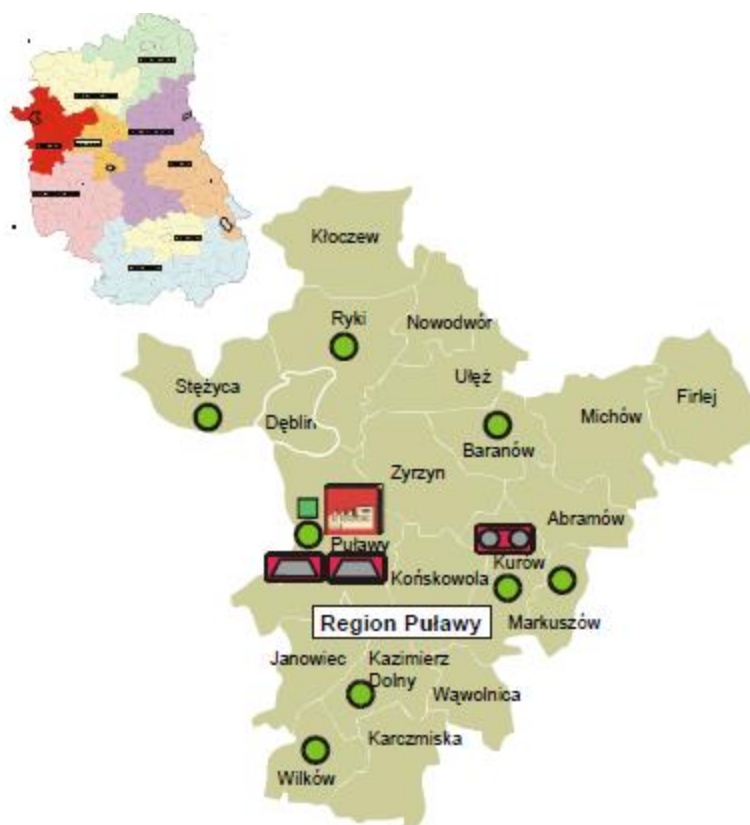 Kłoczew
Ryki
Nowodwór
Stężyca
Ułęż
Firlej
Dęblin
Michów
Baranów
Zyrzyn
Abramów
Puławy
Kurów
Końskowola
Region Puławy
Markuszów
Janowiec
Kazimierz
Dolny
Wąwolnica
Karczmiska
Wilków